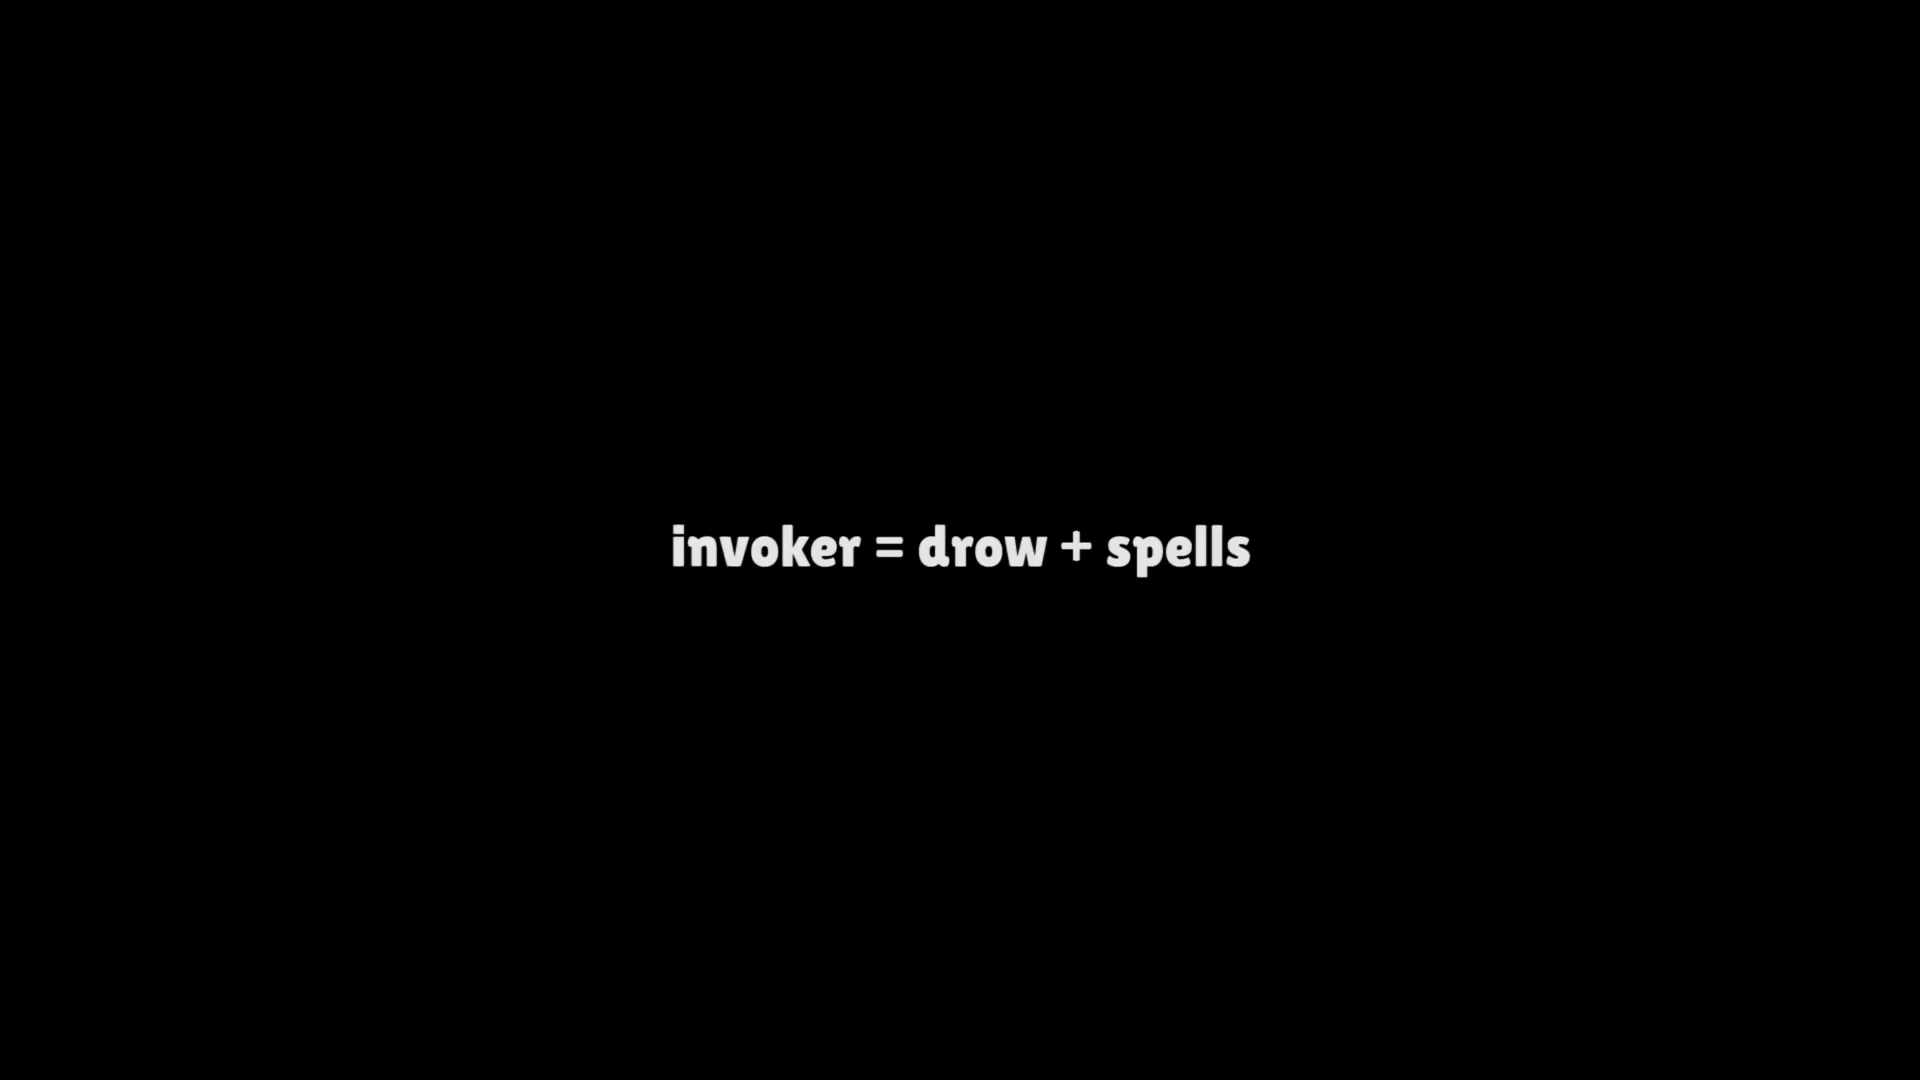 invoker = drow + spells